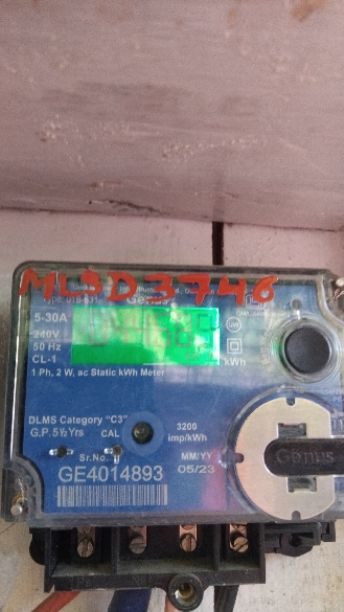 ML3D3746
Genus
5-30A
240V
50 Hz
CL-1
kWh
1 Ph, 2 W, ac Static kWh Meter
DLMS Category "C3"
G.P. 5½ Yrs
CAL
3200
imp/kWh
Sr.No.
MM/YY
GE4014893
05/23
Genus